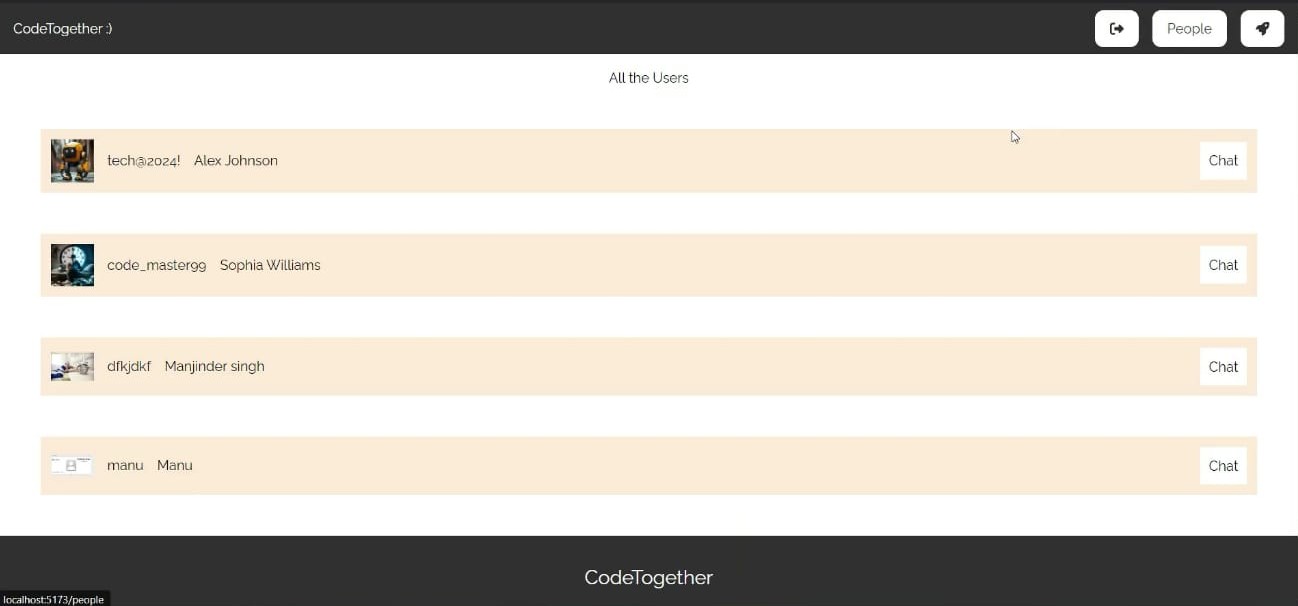 CodeTogether :)
People
All the Users
tech@2024! Alex Johnson Chat
code_master99 Sophia Williams Chat
dfkjdkf Manjinder singh Chat
manu Manu Chat
CodeTogether
localhost:5173/people